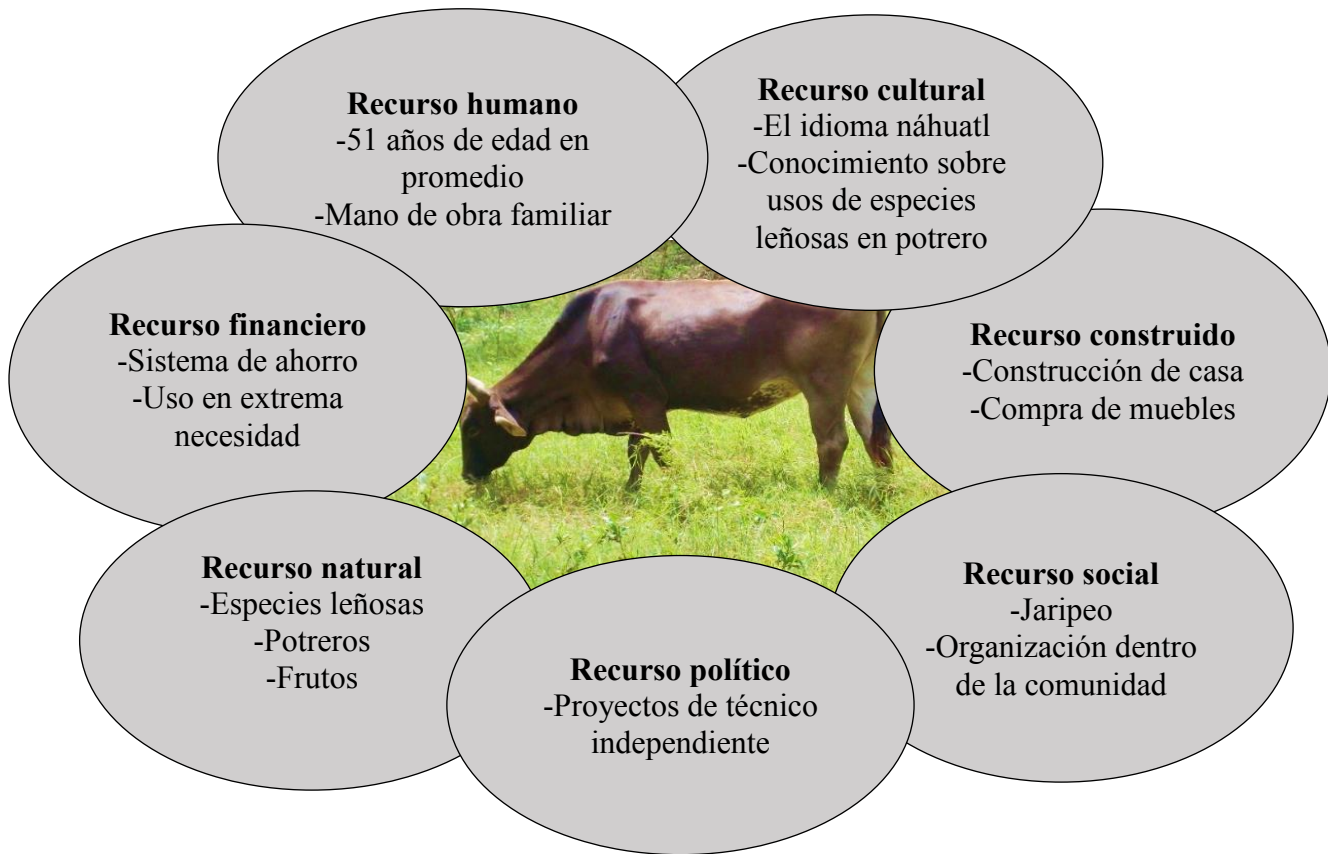 Recurso humano
-51 años de edad en
promedio
-Mano de obra familiar
Recurso cultural
-El idioma náhuatl
-Conocimiento sobre
usos de especies
leñosas en potrero
Recurso financiero
-Sistema de ahorro
-Uso en extrema
necesidad
Recurso construido
-Construcción de casa
-Compra de muebles
Recurso natural
-Especies leñosas
-Potreros
-Frutos
Recurso político
-Proyectos de técnico
independiente
Recurso social
-Jaripeo
-Organización dentro
de la comunidad